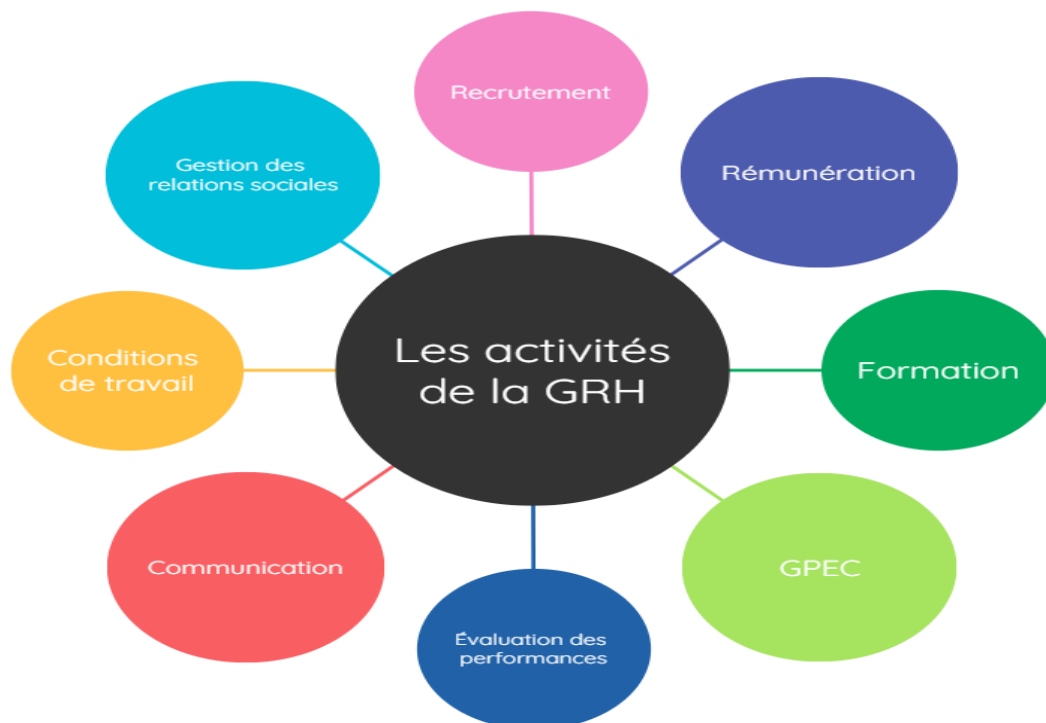 Recrutement
Rémunération
Gestion des
relations sociales
Les activités
de la GRH
Conditions
de travail
Formation
Communication
GPEC
Évaluation des
performances